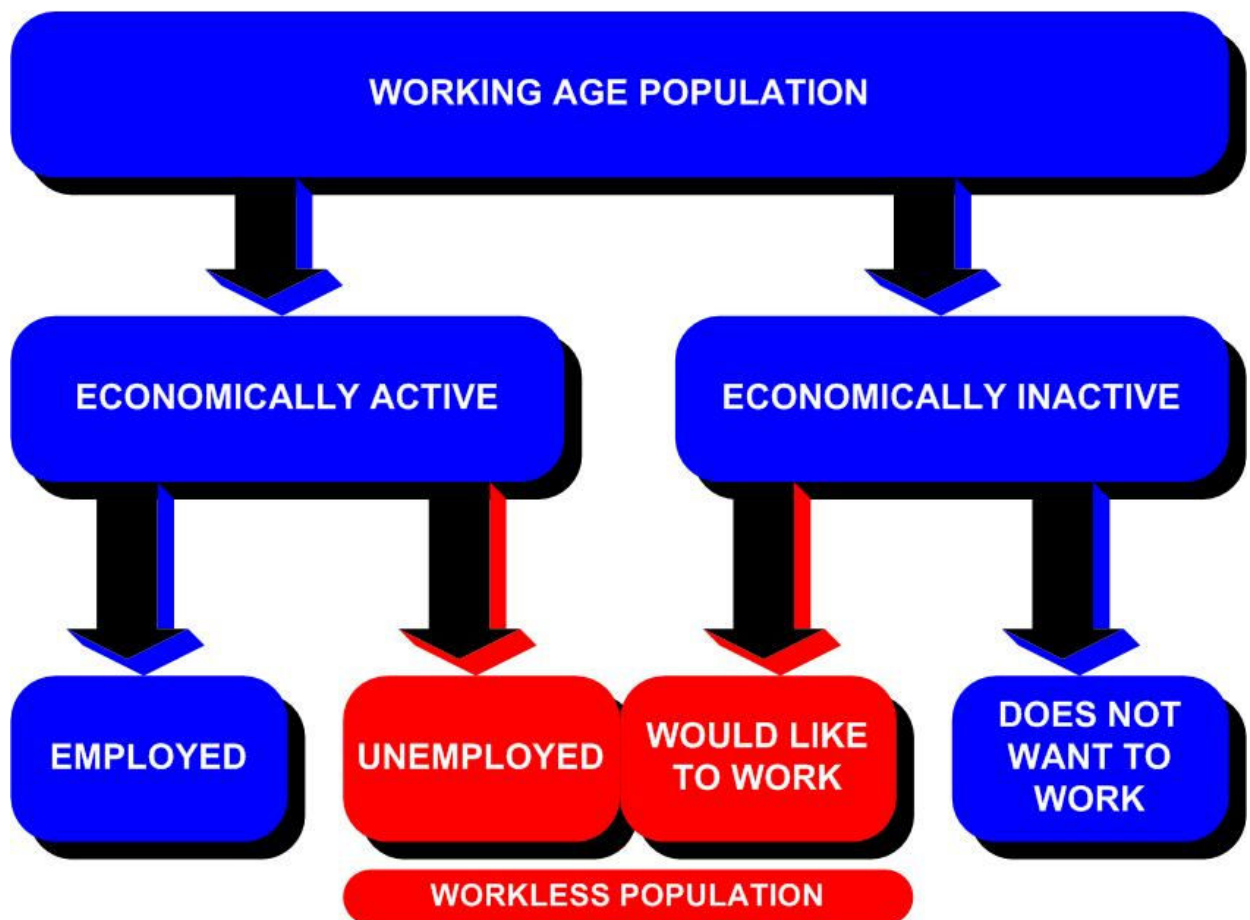 WORKING AGE POPULATION
ECONOMICALLY ACTIVE
ECONOMICALLY INACTIVE
EMPLOYED
UNEMPLOYED
WOULD LIKE
TO WORK
DOES NOT
WANT TO
WORK
WORKLESS POPULATION